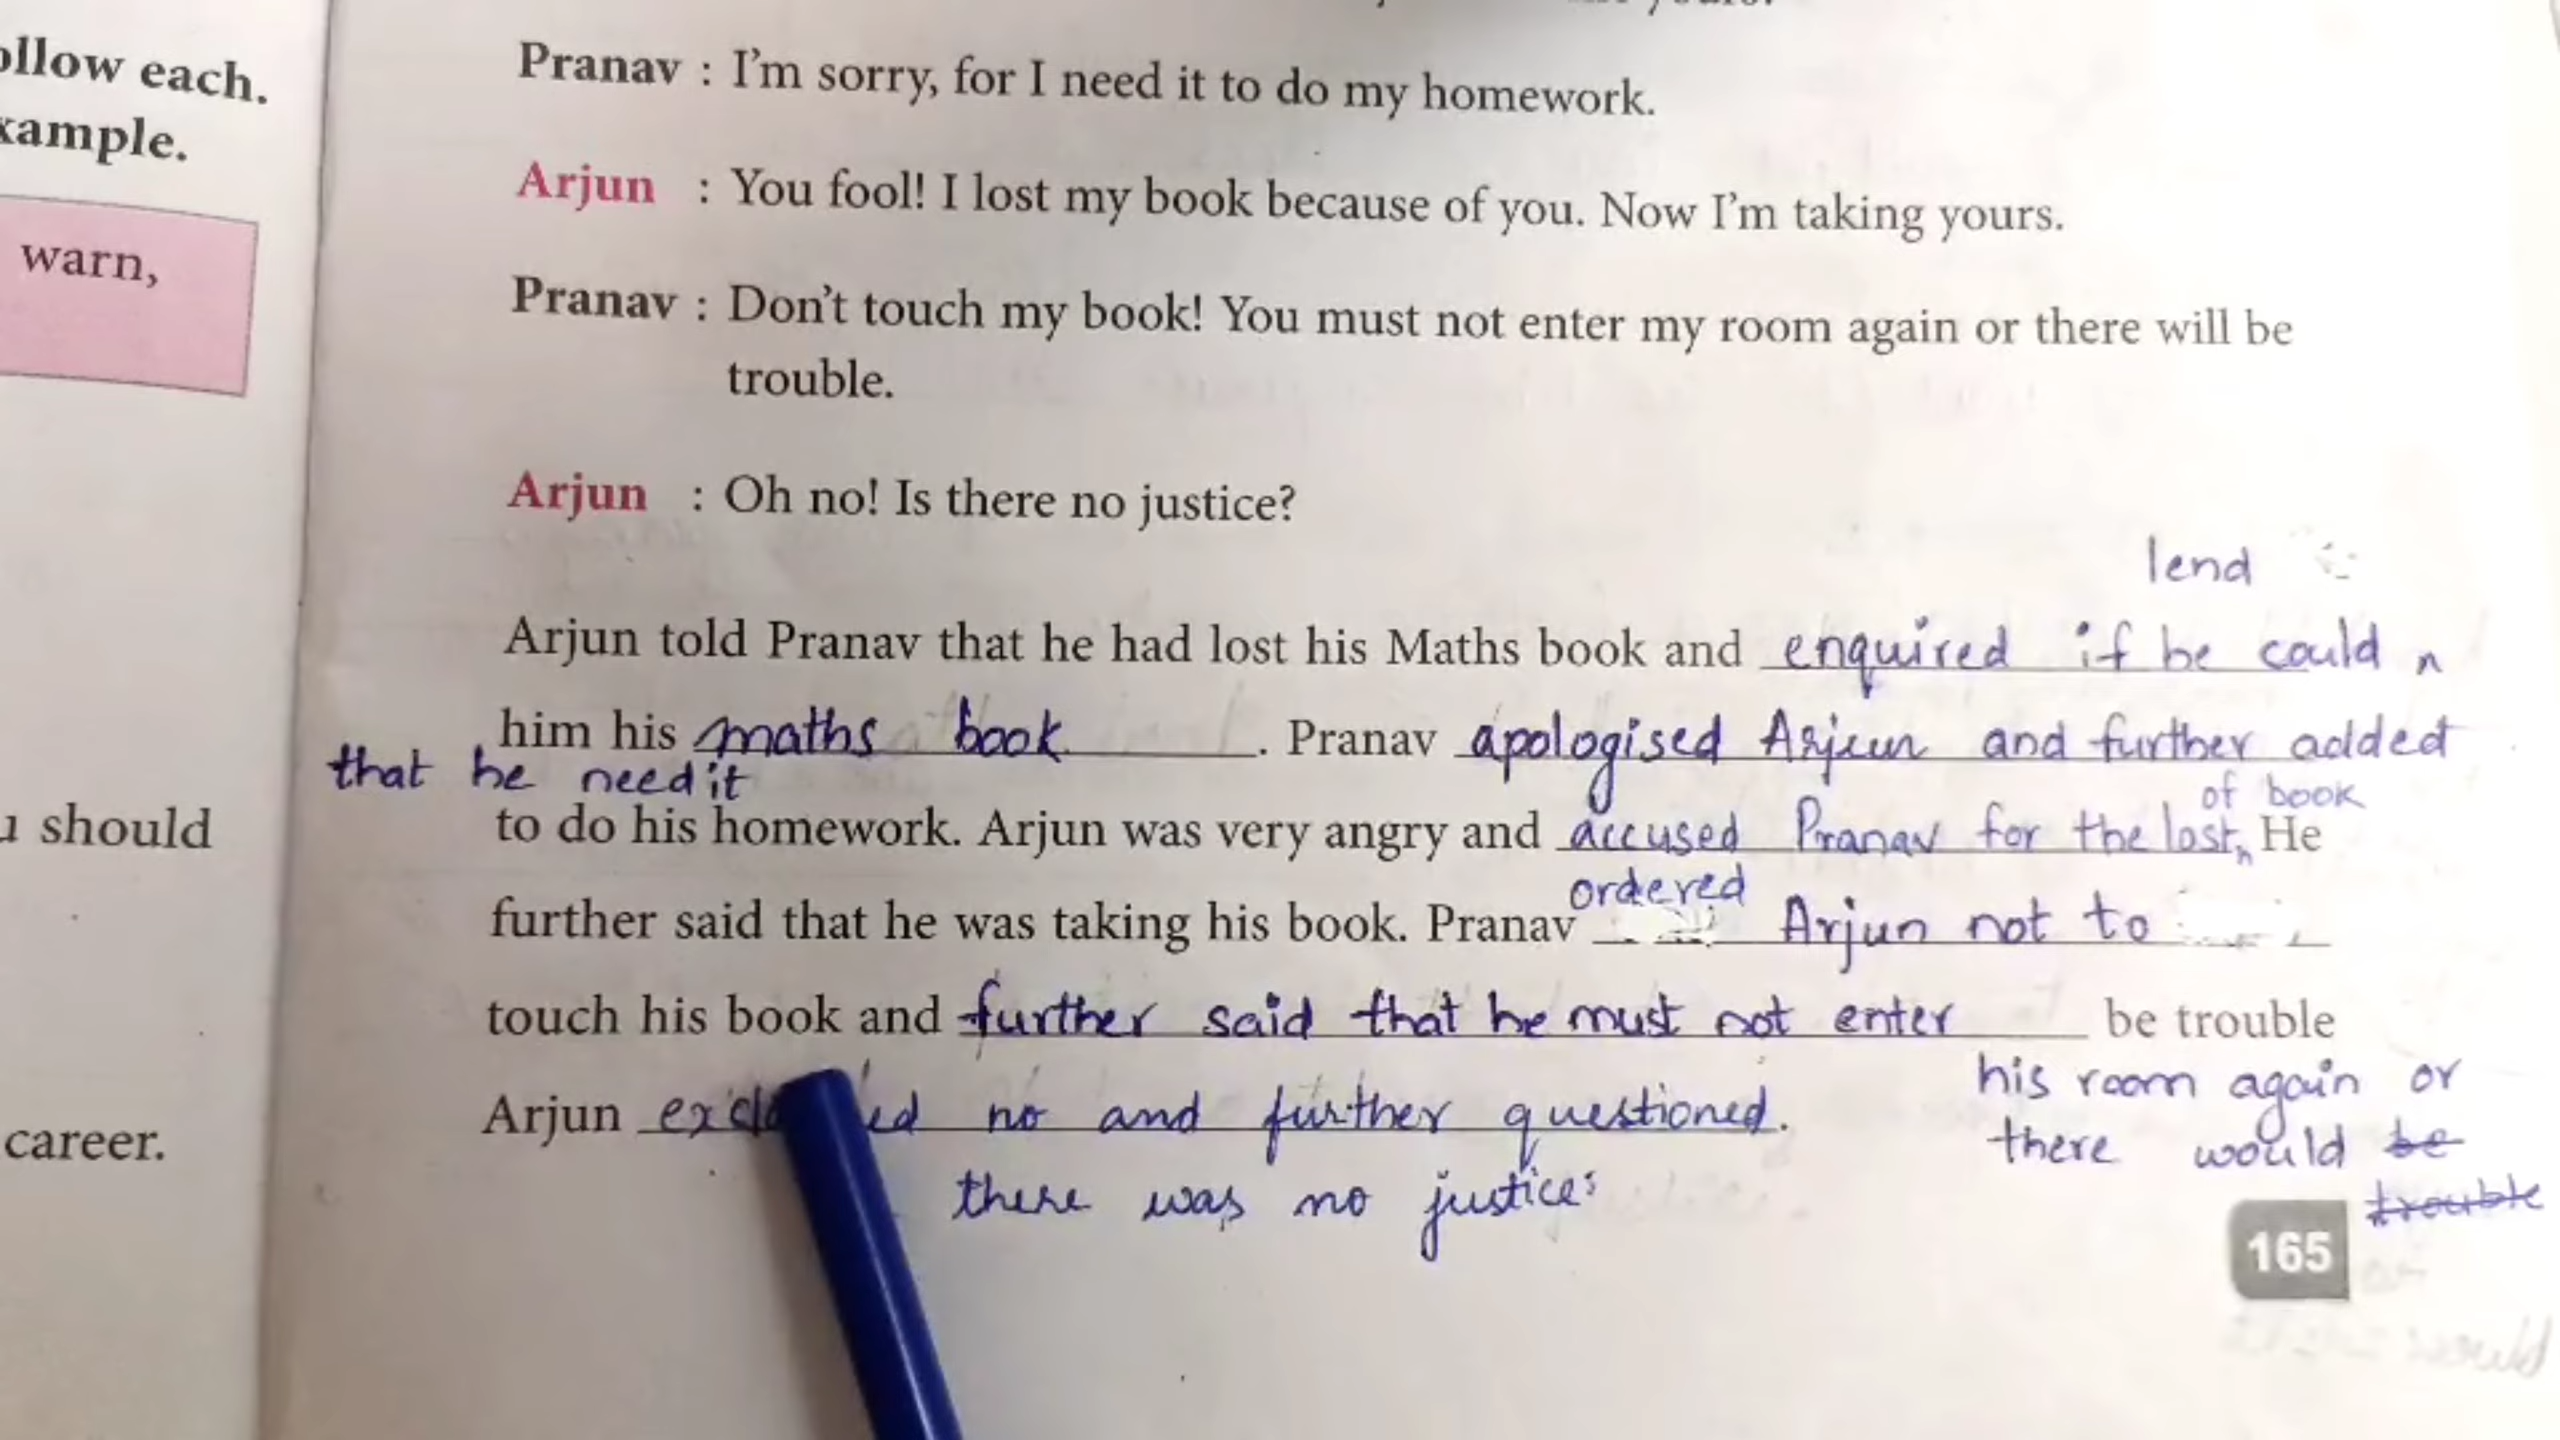 ollow each.
xample.
warn,
u should
career.
Pranav : I'm sorry, for I need it to do my homework.
Arjun : You fool! I lost my book because of you. Now I'm taking yours.
Pranav : Don't touch my book! You must not enter my room again or there will be
trouble.
Arjun : Oh no! Is there no justice?
lend
Arjun told Pranav that he had lost his Maths book and enquired if he could
him his maths book. Pranav apologised Arjun and further added
that he need it
of book
to do his homework. Arjun was very angry and accused Pranav for the lost, He
ordered
further said that he was taking his book. Pranav Arjun not to
touch his book and further said that he must not enter be trouble
his room again or
Arjun no and further questioned.
there would be
there was no justice:
trouble
165